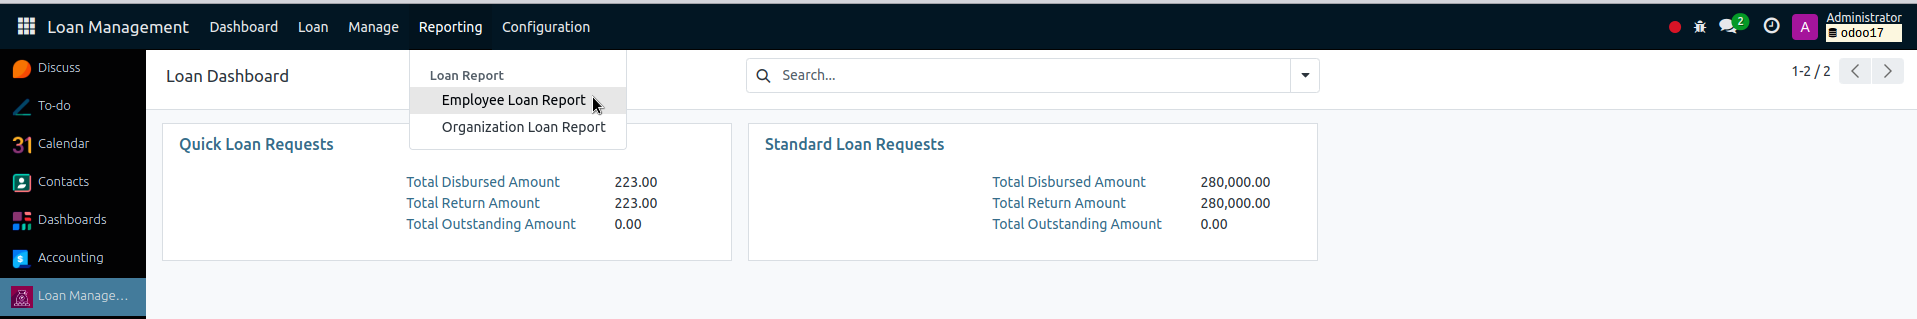 Loan Management Dashboard Loan Manage Reporting Configuration 2 A Administrator
odoo17
Discuss
To-do
31 Calendar
Contacts
Dashboards
$ Accounting
Loan Manage...
Loan Dashboard
Loan Report
Employee Loan Report
Organization Loan Report
Search...
1-2 / 2
Quick Loan Requests
Total Disbursed Amount 223.00
Total Return Amount 223.00
Total Outstanding Amount 0.00
Standard Loan Requests
Total Disbursed Amount 280,000.00
Total Return Amount 280,000.00
Total Outstanding Amount 0.00